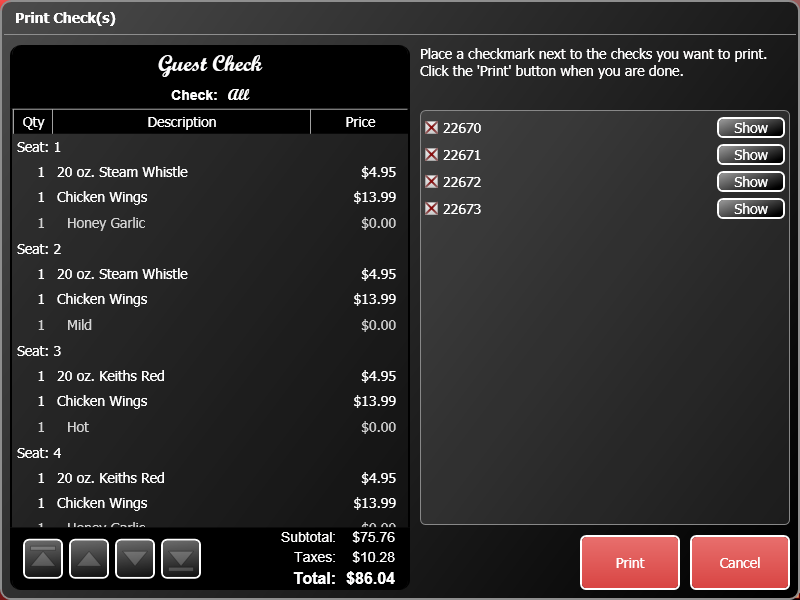 Print Check(s)
Guest Check
Check: All
Qty Description Price
Seat: 1
1 20 oz. Steam Whistle $4.95
1 Chicken Wings $13.99
1 Honey Garlic $0.00
Seat: 2
1 20 oz. Steam Whistle $4.95
1 Chicken Wings $13.99
1 Mild $0.00
Seat: 3
1 20 oz. Keiths Red $4.95
1 Chicken Wings $13.99
1 Hot $0.00
Seat: 4
1 20 oz. Keiths Red $4.95
1 Chicken Wings $13.99
1 Honey Garlic $0.00
Subtotal: $75.76
Taxes: $10.28
Total: $86.04
Place a checkmark next to the checks you want to print.
Click the 'Print' button when you are done.
22670 Show
22671 Show
22672 Show
22673 Show
Print Cancel